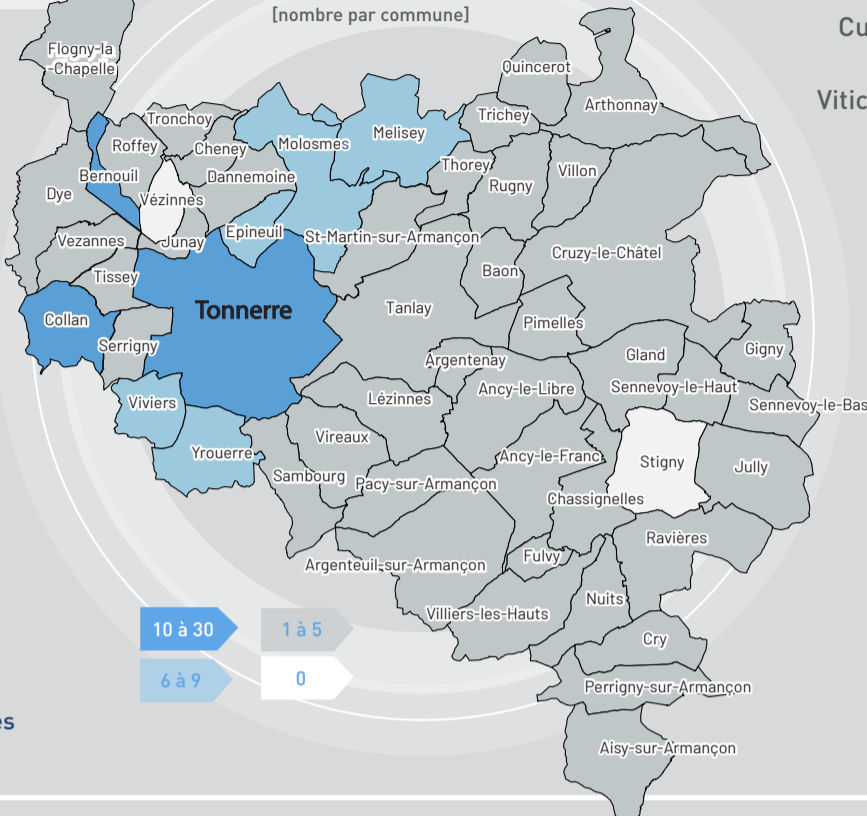 [nombre par commune]
Cu
Flogny-la
-Chapelle
Quincerot
Viticu
Trichey
Arthonnay
Tronchoy
Melisey
Roffey
Cheney
Molosmes
Thorey
Villon
Bernouil
Dannemoine
Rugny
Dye
Vézinnes
Epineuil
St-Martin-sur-Armançon
Vezannes
Junay
Cruzy-le-Châtel
Baon
Tissey
Tonnerre
Tanlay
Collan
Pimelles
Serrigny
Gland
Gigny
Argentenay
Ancy-le-Libre
Sennevoy-le-Haut
Viviers
Lézinnes
Sennevoy-le-Bas
Vireaux
Yrouerre
Ancy-le-Franc
Stigny
Jully
Sambourg
Pacy-sur-Armançon
Chassignelles
Ravières
Argenteuil-sur-Armançon
Fulvy
Villiers-les-Hauts
Nuits
10 à 30
1 à 5
Cry
6 à 9
0
Perrigny-sur-Armançon
es
Aisy-sur-Armançon